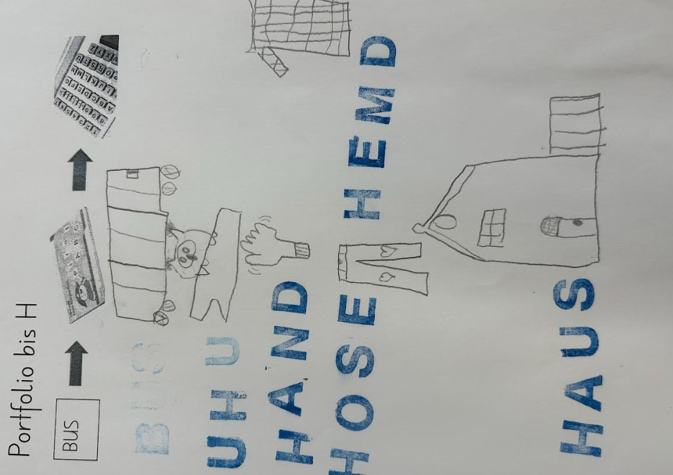 Portfolio bis H
BUS
BUS
UHU
HAND
HOSE HEMD
HAUS